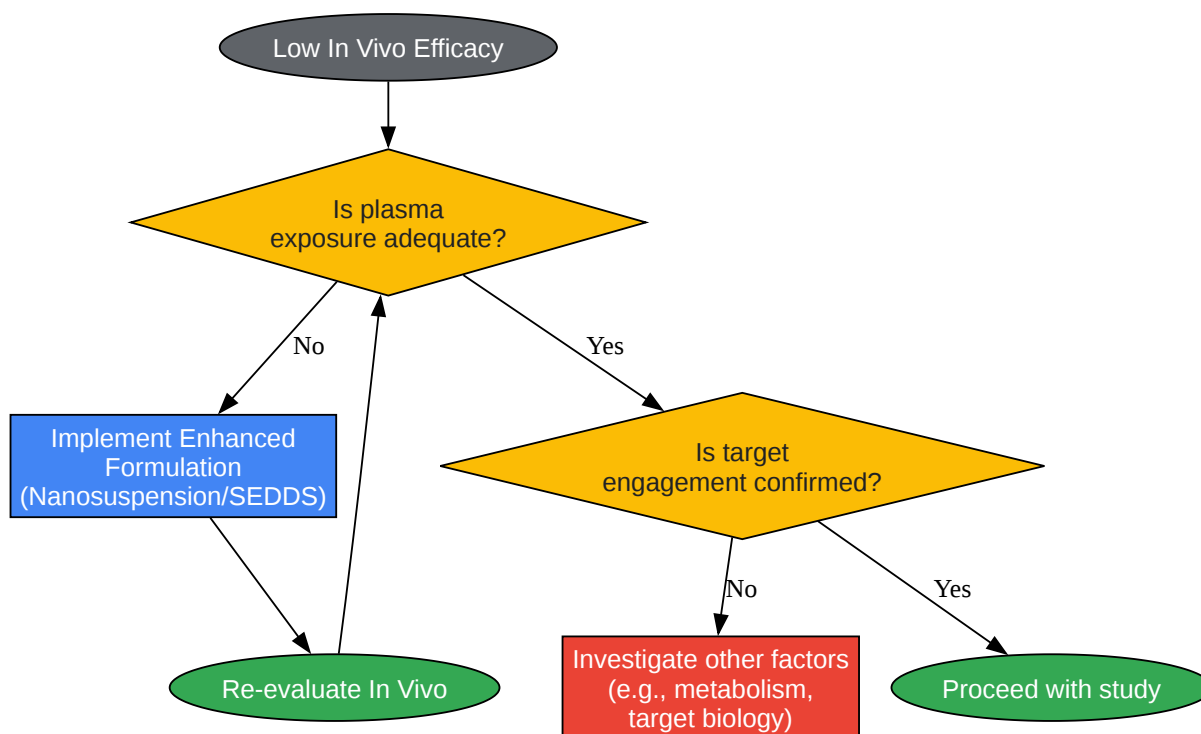 Low In Vivo Efficacy
Is plasma
exposure adequate?
No
Yes
Implement Enhanced
Formulation
(Nanosuspension/SEDDS)
Is target
engagement confirmed?
No
Yes
Re-evaluate In Vivo
Investigate other factors
(e.g., metabolism,
target biology)
Proceed with study